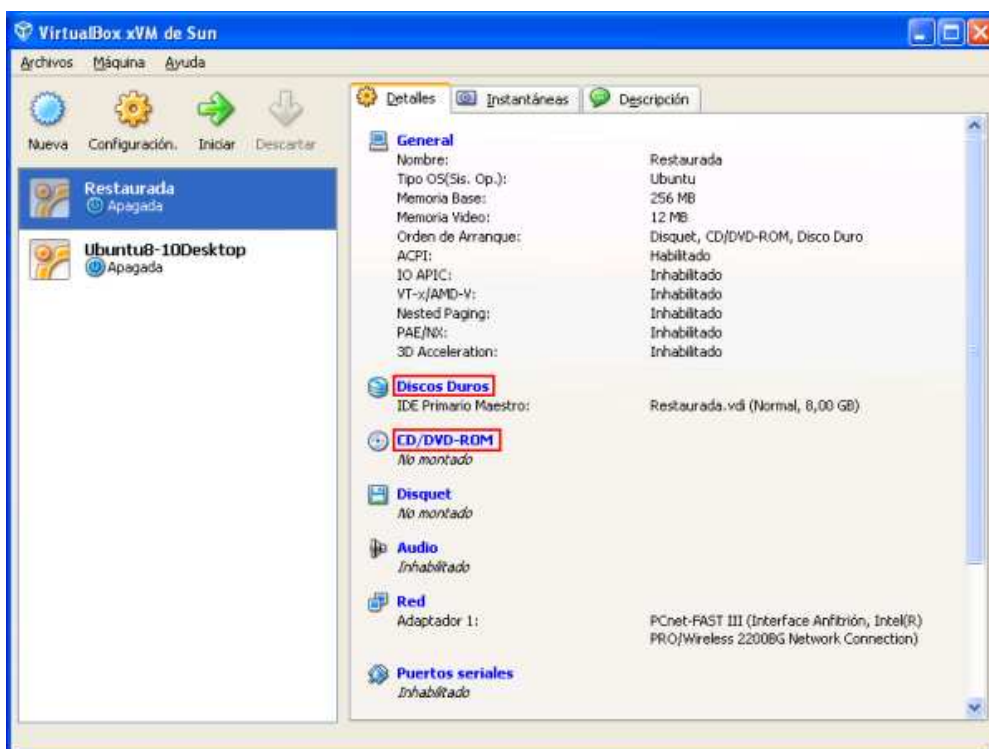 VirtualBox xVM de Sun
Archivos Máquina Ayuda
Nueva Configuración. Iniciar Descartar
Restaurada
Apagada
Ubuntu8-10Desktop
Apagada
Detalles Instantáneas Descripción
General
Nombre: Restaurada
Tipo OS(Sis. Op.): Ubuntu
Memoria Base: 256 MB
Memoria Video: 12 MB
Orden de Arranque: Disquet, CD/DVD-ROM, Disco Duro
ACPI: Habilitado
IO APIC: Inhabilitado
VT-x/AMD-V: Inhabilitado
Nested Paging: Inhabilitado
PAE/NX: Inhabilitado
3D Acceleration: Inhabilitado
Discos Duros
IDE Primario Maestro: Restaurada.vdi (Normal, 8,00 GB)
CD/DVD-ROM
No montado
Disquet
No montado
Audio
Inhabilitado
Red
Adaptador 1: PCnet-FAST III (Interface Anfitrión, Intel(R)
PRO/Wireless 2200BG Network Connection)
Puertos seriales
Inhabilitado